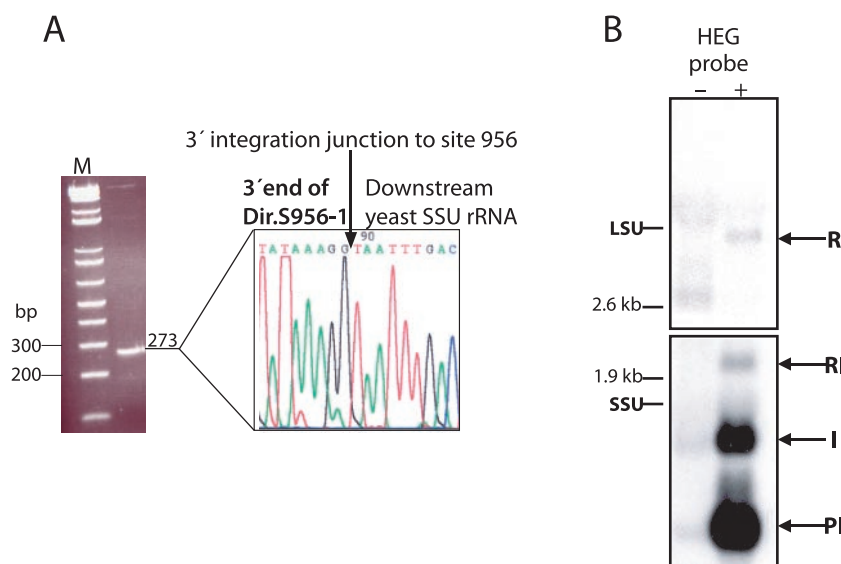 A
B
HEG
probe
– +
3´ integration junction to site 956
M
3´end of
Dir.S956-1
Downstream
yeast SSU rRNA
90
TATAAAGGTAATTTGAC
bp
300
200
273
LSU
2.6 kb
R
1.9 kb
SSU
I